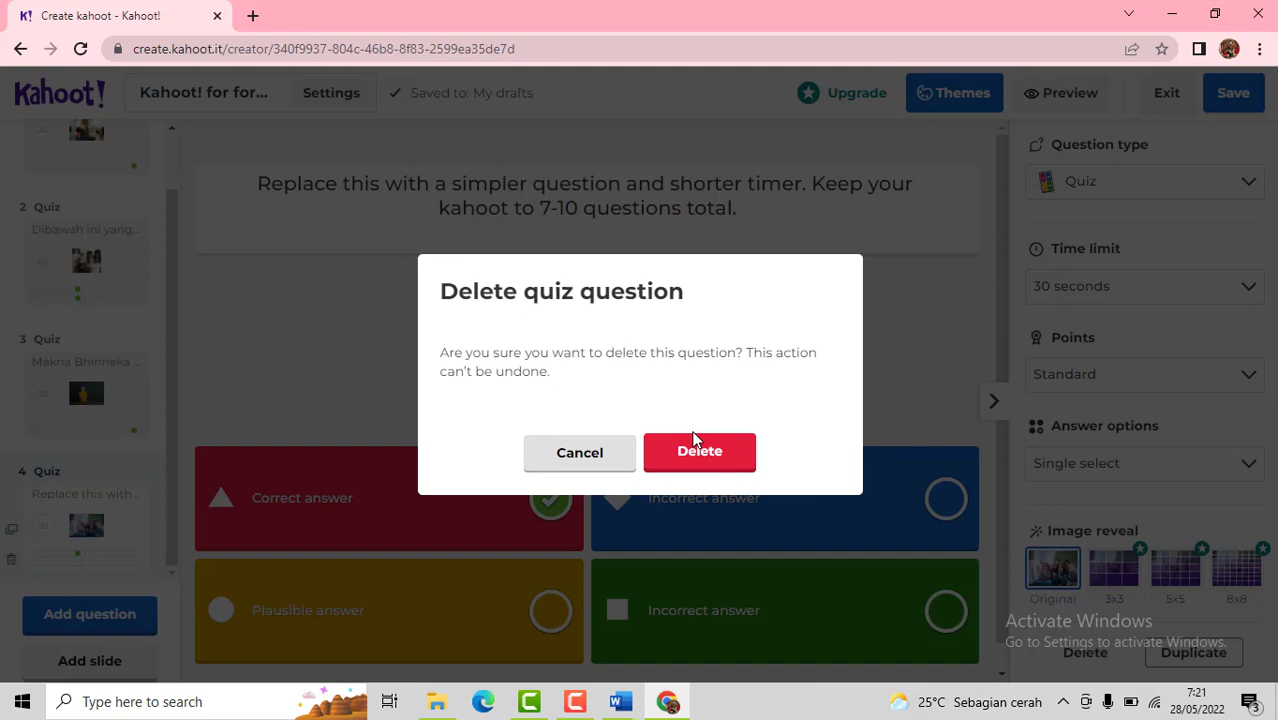 Create kahoot - Kahoot!
create.kahoot.it/creator/340f9937-804c-46b8-8f83-2599ea35de7d
Kahoot!
Kahoot! for for...
Settings
Saved to: My drafts
Upgrade
Themes
Preview
Exit
Save
20
2 Quiz
Dibawah ini yang...
20
3 Quiz
Makna Bhinneka ...
30
4 Quiz
Replace this with...
30
Add question
Add slide
Replace this with a simpler question and shorter timer. Keep your
kahoot to 7-10 questions total.
Delete quiz question
Are you sure you want to delete this question? This action
can't be undone.
Cancel
Delete
Correct answer
Incorrect answer
Plausible answer
Incorrect answer
Question type
Quiz
Time limit
30 seconds
Points
Standard
Answer options
Single select
Image reveal
Original
3x3
5x5
8x8
Activate Windows
Go to Settings to activate Windows.
Delete
Duplicate
Type here to search
25°C Sebagian cerah
7:21
28/05/2022
3